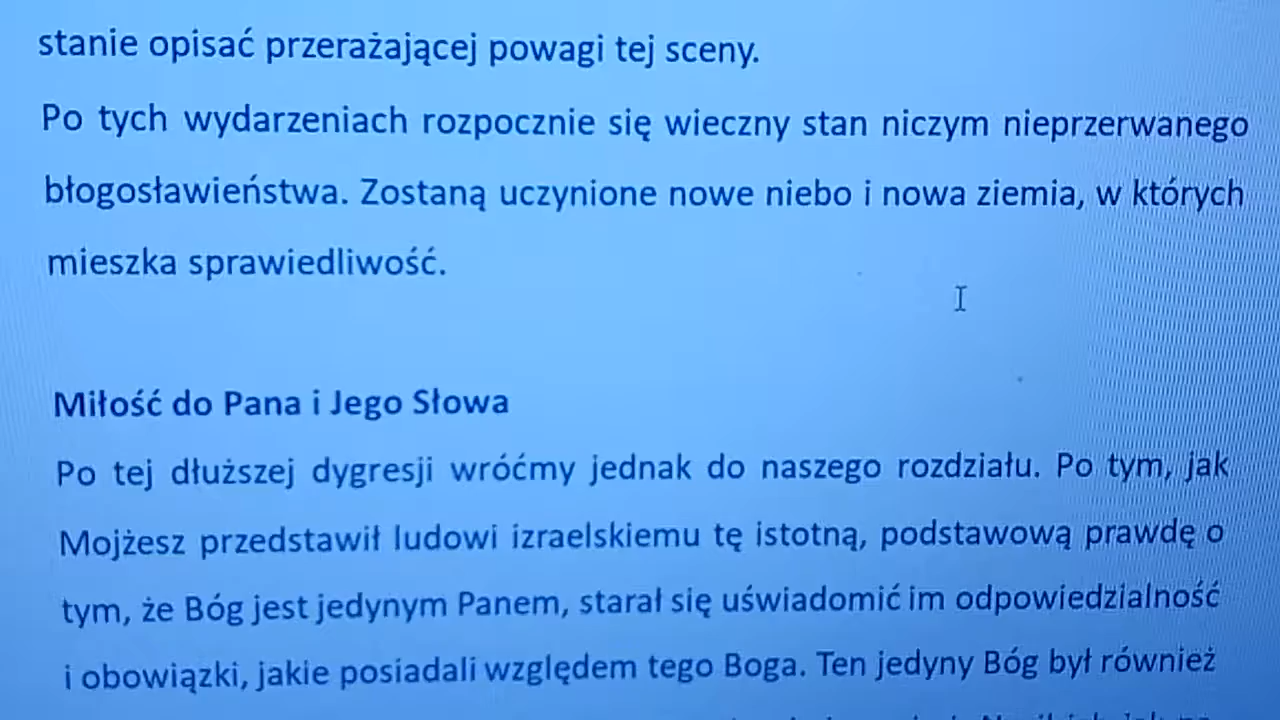 stanie opisać przerażającej powagi tej sceny.
Po tych wydarzeniach rozpocznie się wieczny stan niczym nieprzerwanego
błogosławieństwa. Zostaną uczynione nowe niebo i nowa ziemia, w których
mieszka sprawiedliwość.
Miłość do Pana i Jego Słowa
Po tej dłuższej dygresji wróćmy jednak do naszego rozdziału. Po tym, jak
Mojżesz przedstawił ludowi izraelskiemu tę istotną, podstawową prawdę o
tym, że Bóg jest jedynym Panem, starał się uświadomić im odpowiedzialność
i obowiązki, jakie posiadali względem tego Boga. Ten jedyny Bóg był również